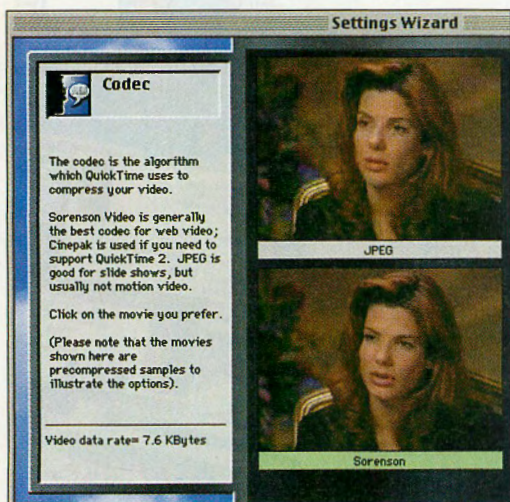 Settings Wizard
Codec
The codec is the algorithm
which QuickTime uses to
compress your video.
Sorenson Video is generally
the best codec for web video;
Cinepak is used if you need to
support QuickTime 2. JPEG is
good for slide shows, but
usually not motion video.
Click on the movie you prefer.
(Please note that the movies
shown here are
precompressed samples to
illustrate the options).
Video data rate= 7.6 KBytes
JPEG
Sorenson